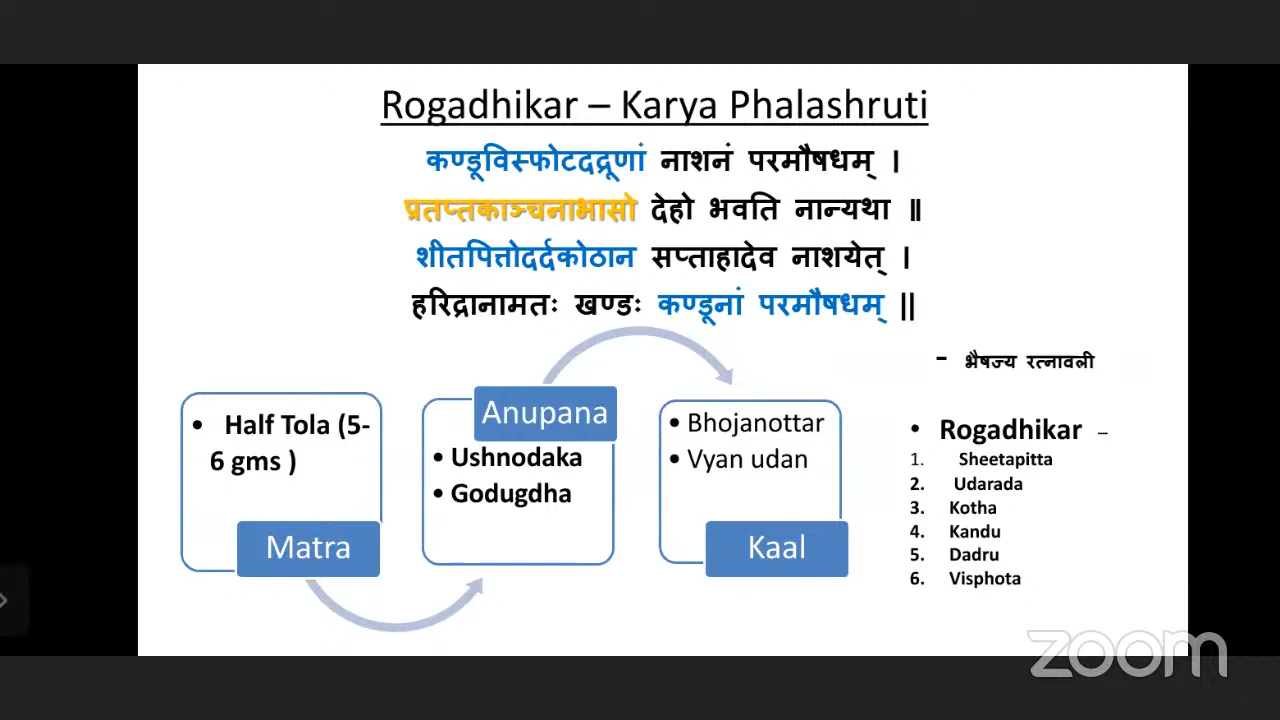 Rogadhikar – Karya Phalashruti
कण्डूविस्फोटदद्रूणां नाशनं परमौषधम् ।
प्रतप्तकाञ्चनाभासो देहो भवति नान्यथा ॥
शीतपित्तोदर्दकोठान सप्ताहादेव नाशयेत् ।
हरिद्रानामतः खण्डः कण्डूनां परमौषधम् ||
- भैषज्य रत्नावली
• Half Tola (5-
6 gms )
Matra
Anupana
• Ushnodaka
• Godugdha
• Bhojanottar
• Vyan udan
Kaal
• Rogadhikar –
1. Sheetapitta
2. Udarada
3. Kotha
4. Kandu
5. Dadru
6. Visphota
zoom